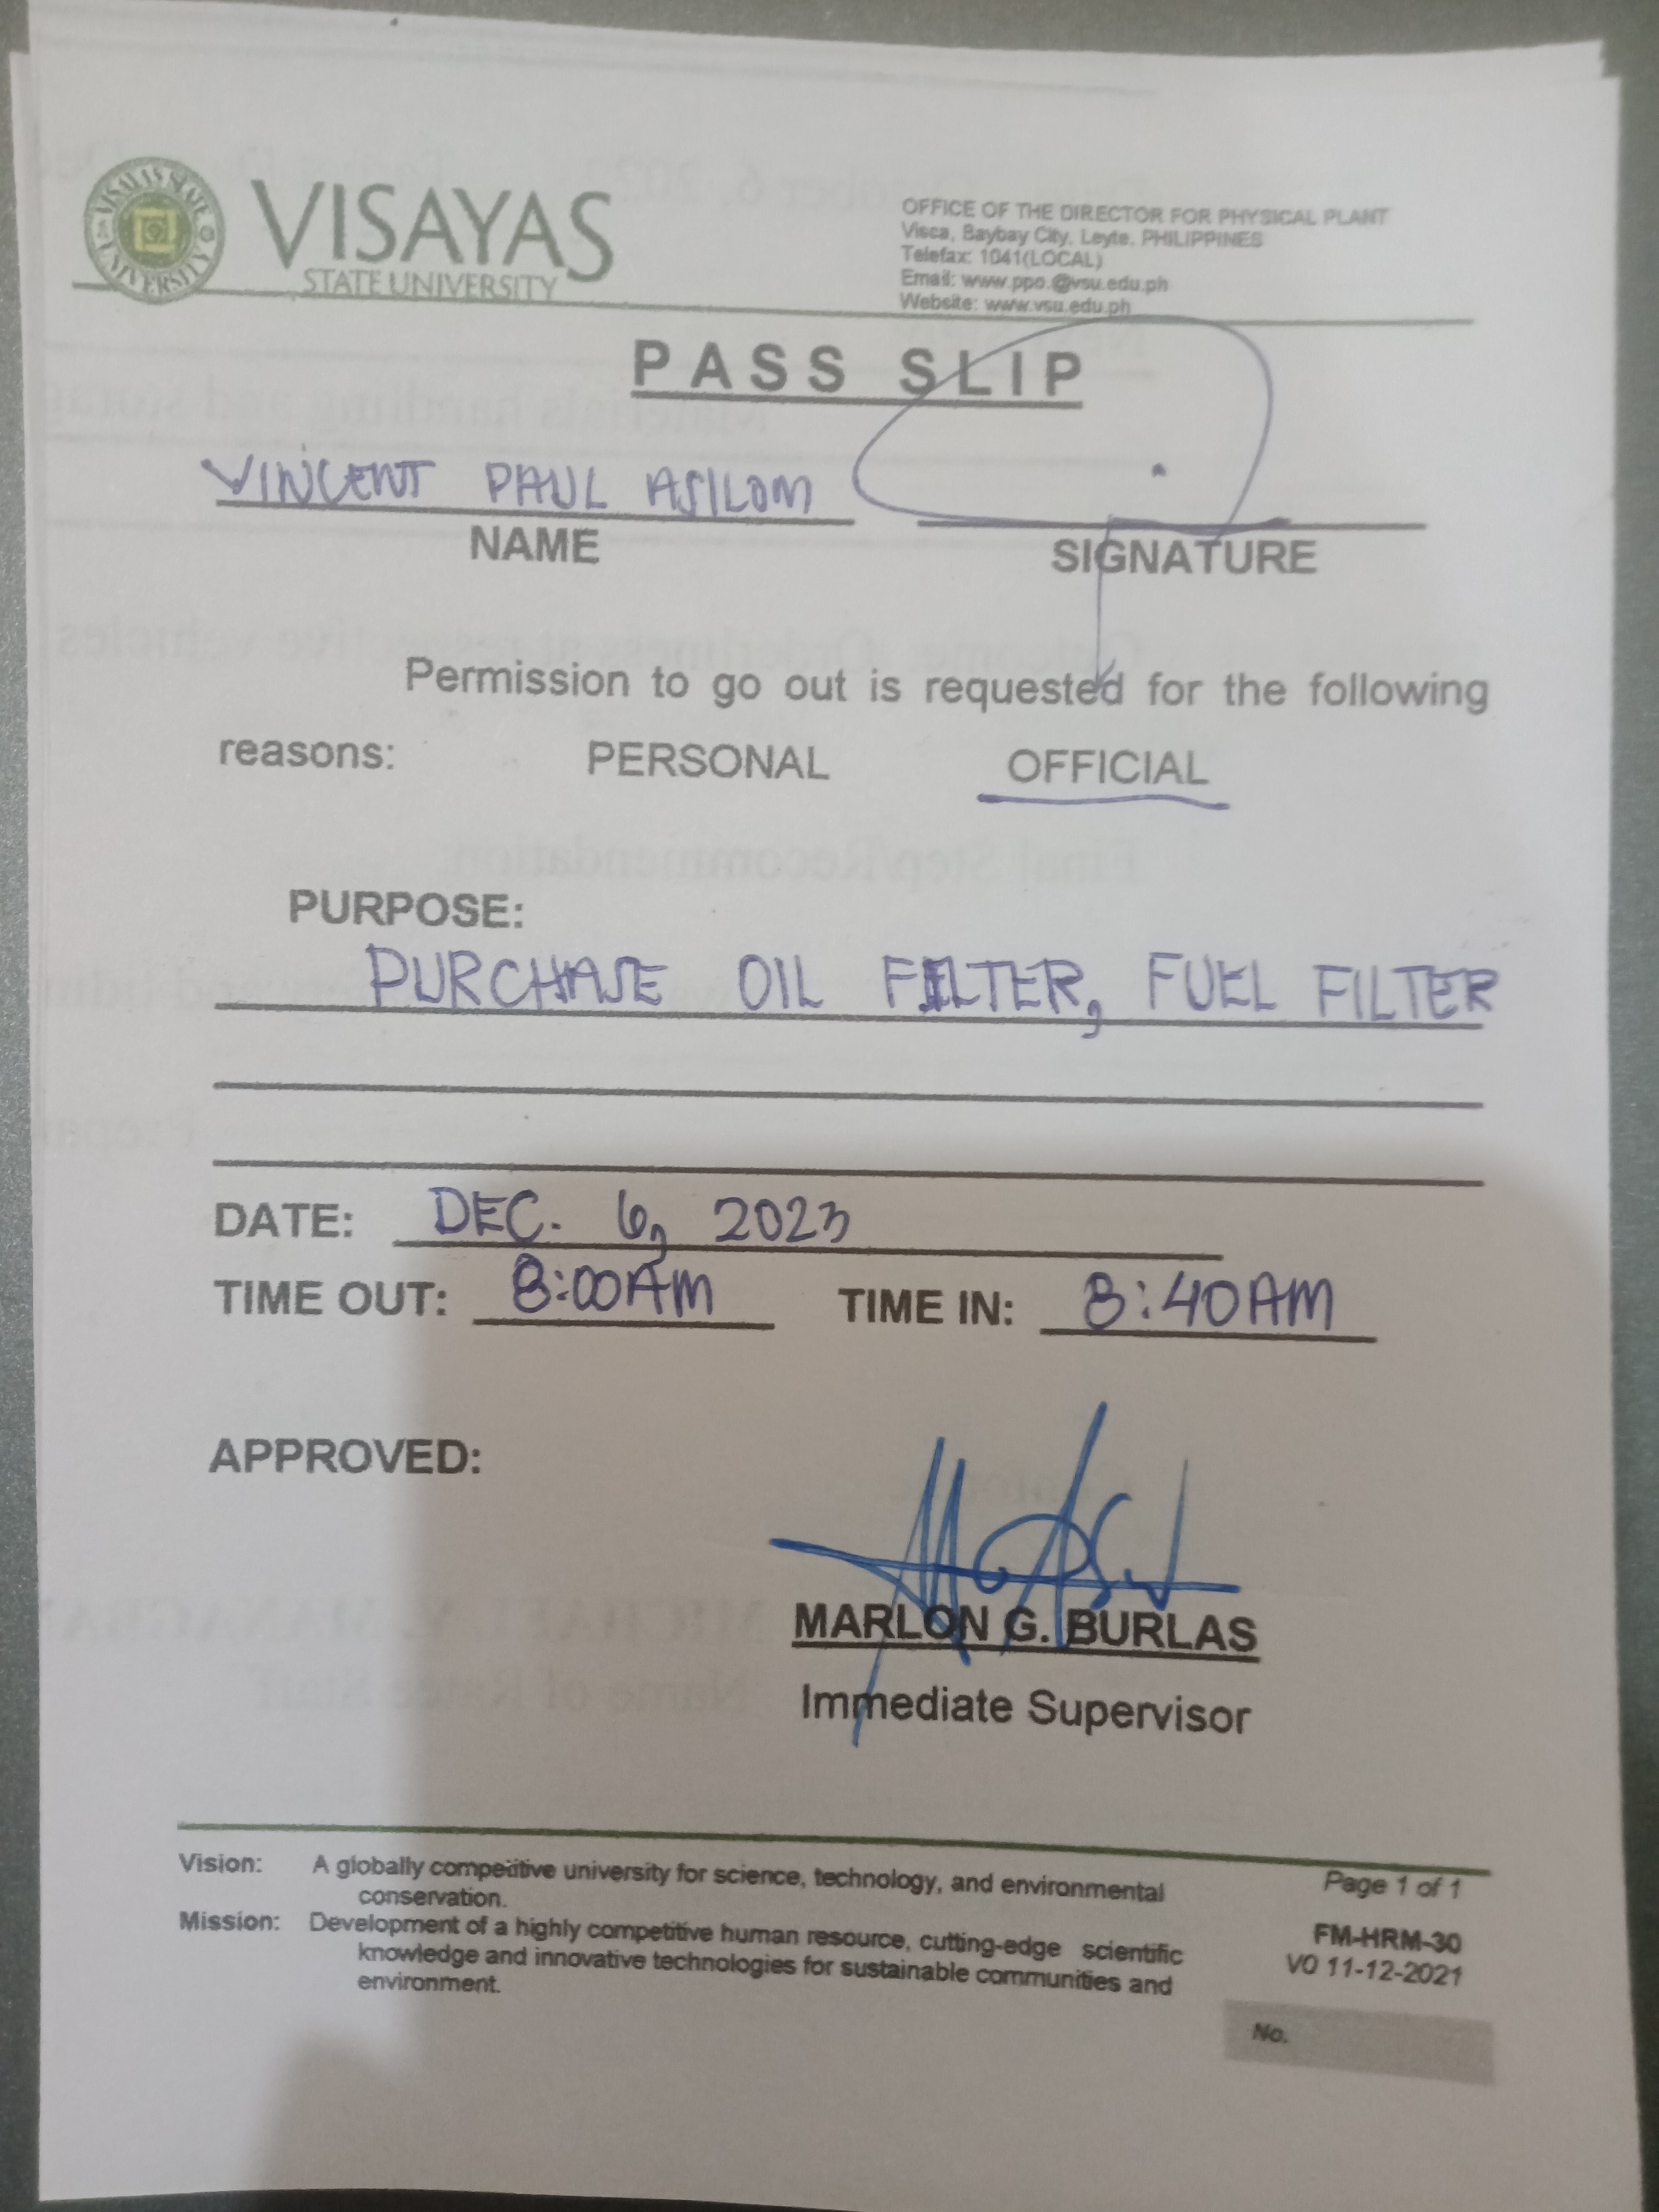 VISAYAS
STATE UNIVERSITY
VISAYAS STATE UNIVERSITY
OFFICE OF THE DIRECTOR FOR PHYSICAL PLANT
Visca, Baybay City, Leyte, PHILIPPINES
Telefax: 1041(LOCAL)
Email: www.ppo.@vsu.edu.ph
Website: www.vsu.edu.ph
PASS SLIP
VINCENT PAUL ASILOM
NAME SIGNATURE
Permission to go out is requested for the following
reasons: PERSONAL OFFICIAL
PURPOSE:
PURCHASE OIL FILTER, FUEL FILTER
DATE: DEC. 6, 2023
TIME OUT: 8:00AM TIME IN: 8:40AM
APPROVED:
MARLON G. BURLAS
Immediate Supervisor
Vision: A globally competitive university for science, technology, and environmental
conservation.
Mission: Development of a highly competitive human resource, cutting-edge scientific
knowledge and innovative technologies for sustainable communities and
environment.
Page 1 of 1
FM-HRM-30
V0 11-12-2021
No.